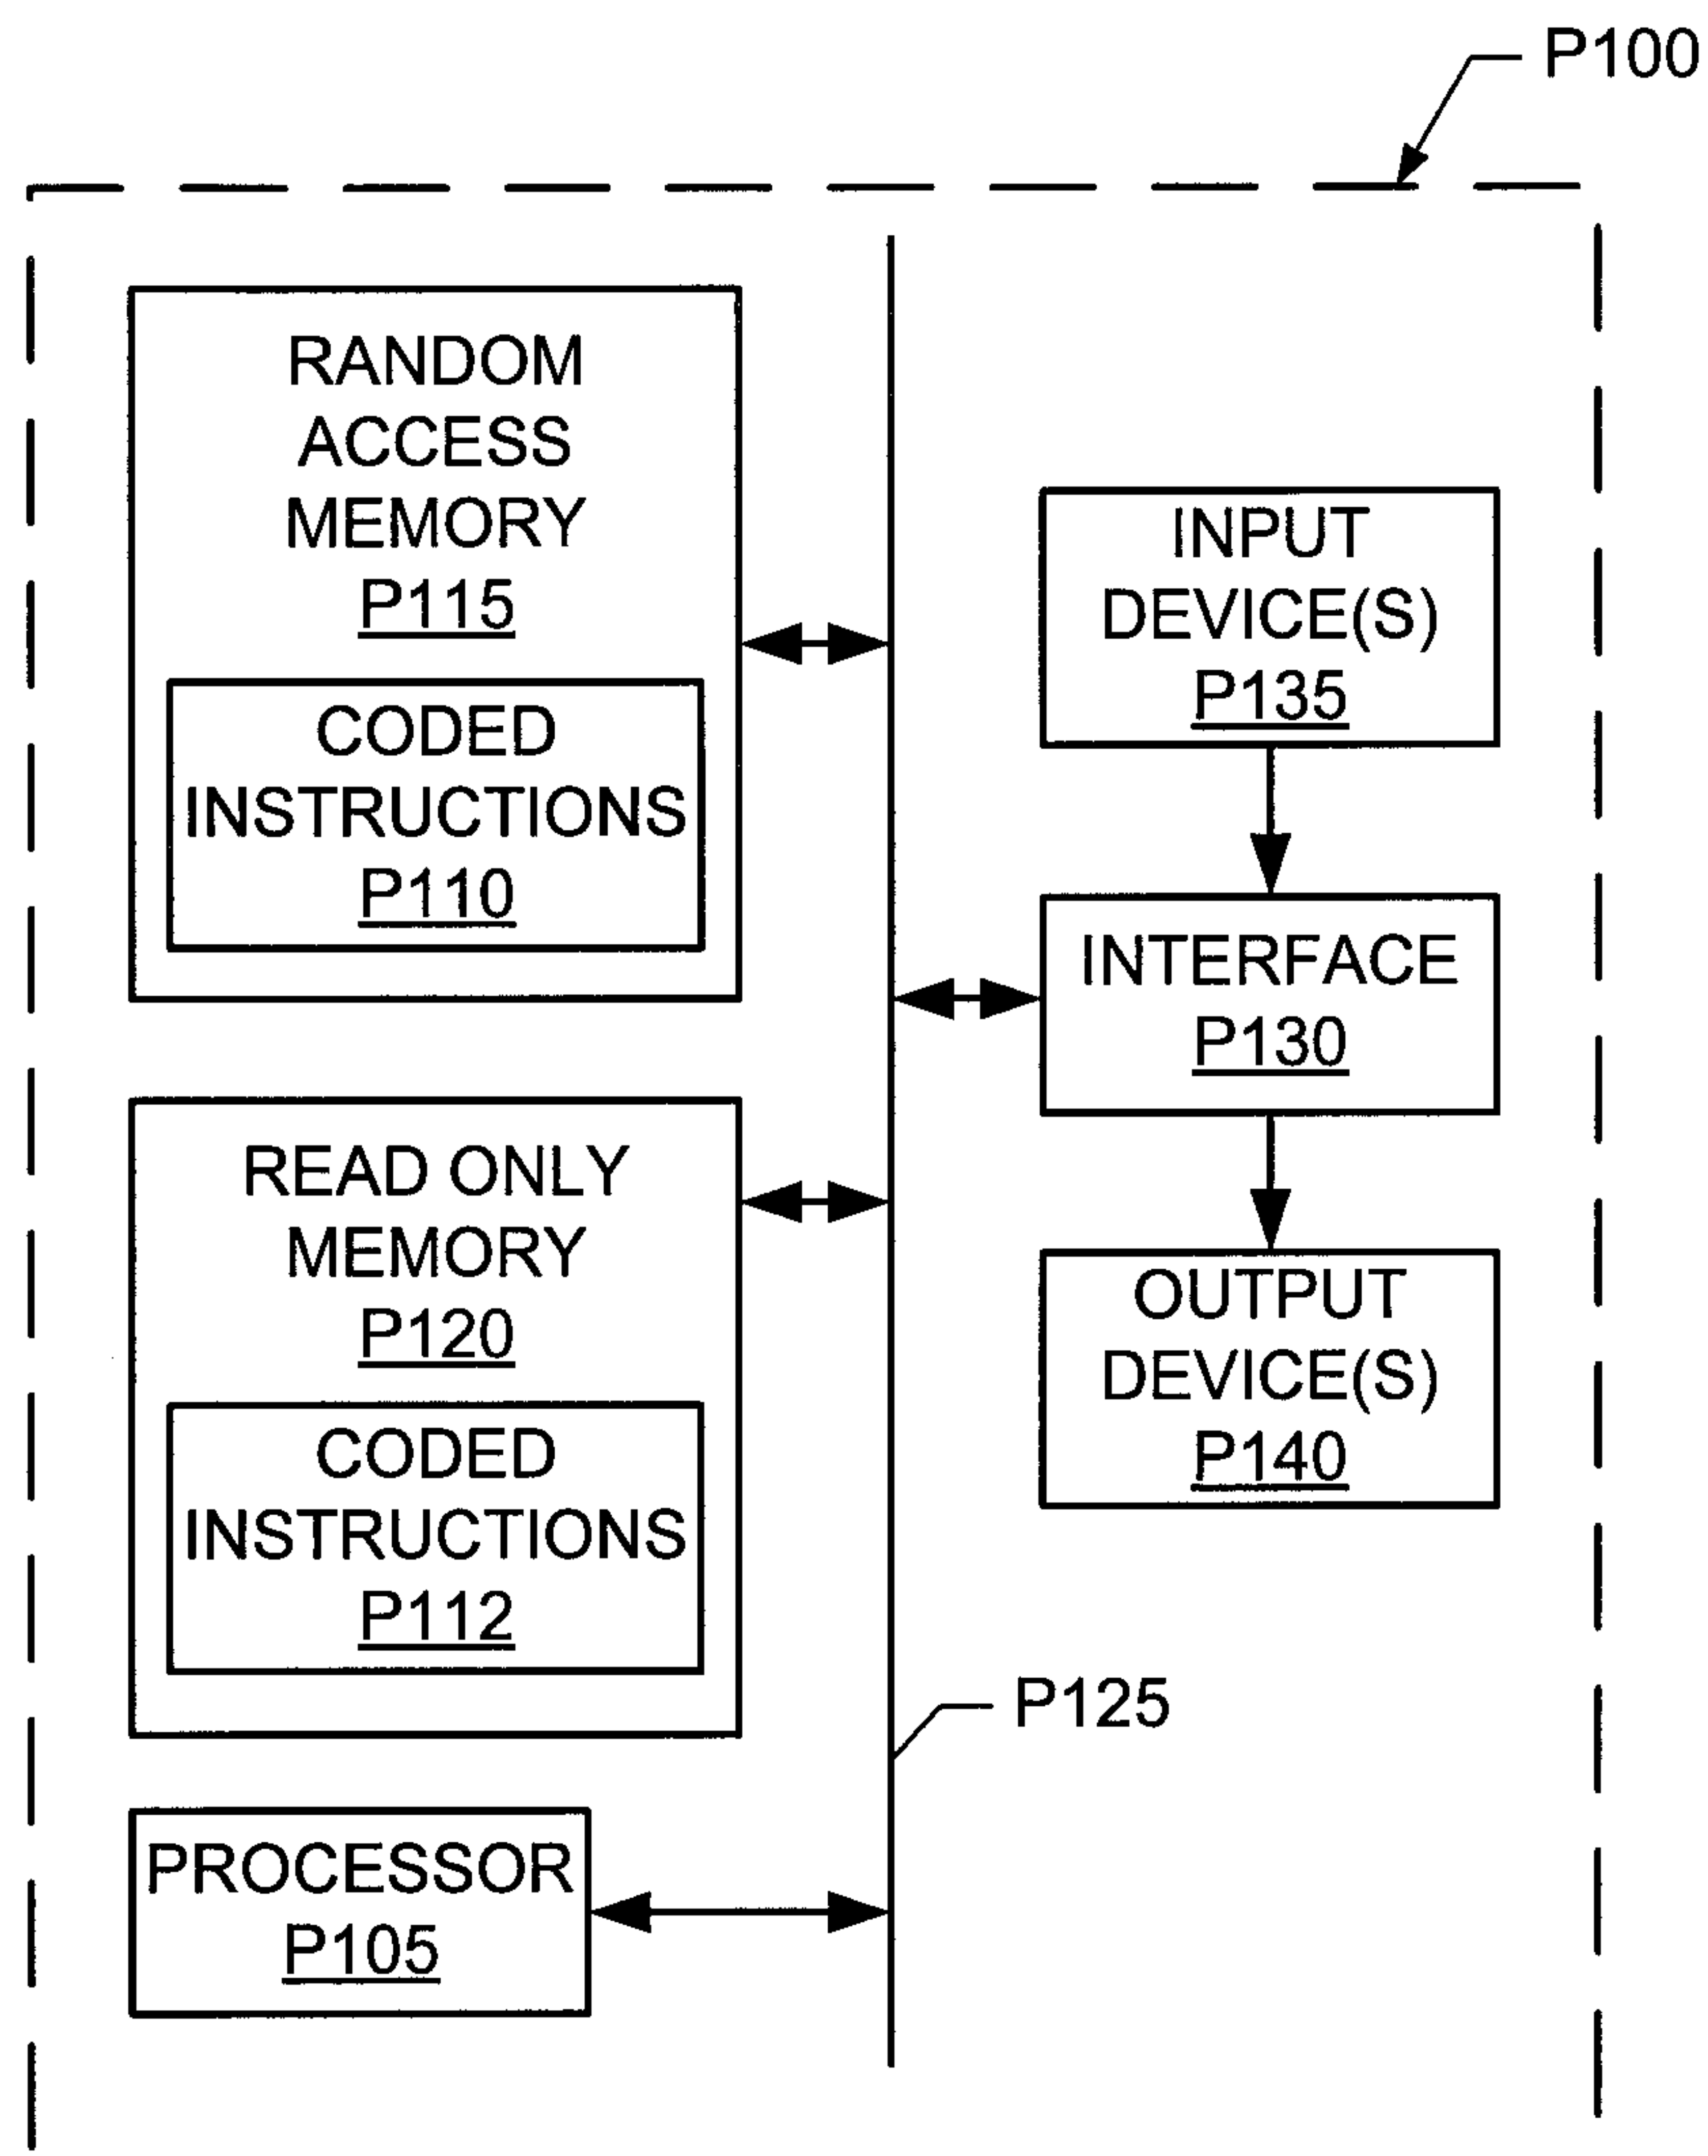 P100
RANDOM
ACCESS
MEMORY
P115
CODED
INSTRUCTIONS
P110
READ ONLY
MEMORY
P120
CODED
INSTRUCTIONS
P112
PROCESSOR
P105
INPUT
DEVICE(S)
P135
INTERFACE
P130
OUTPUT
DEVICE(S)
P140
P125